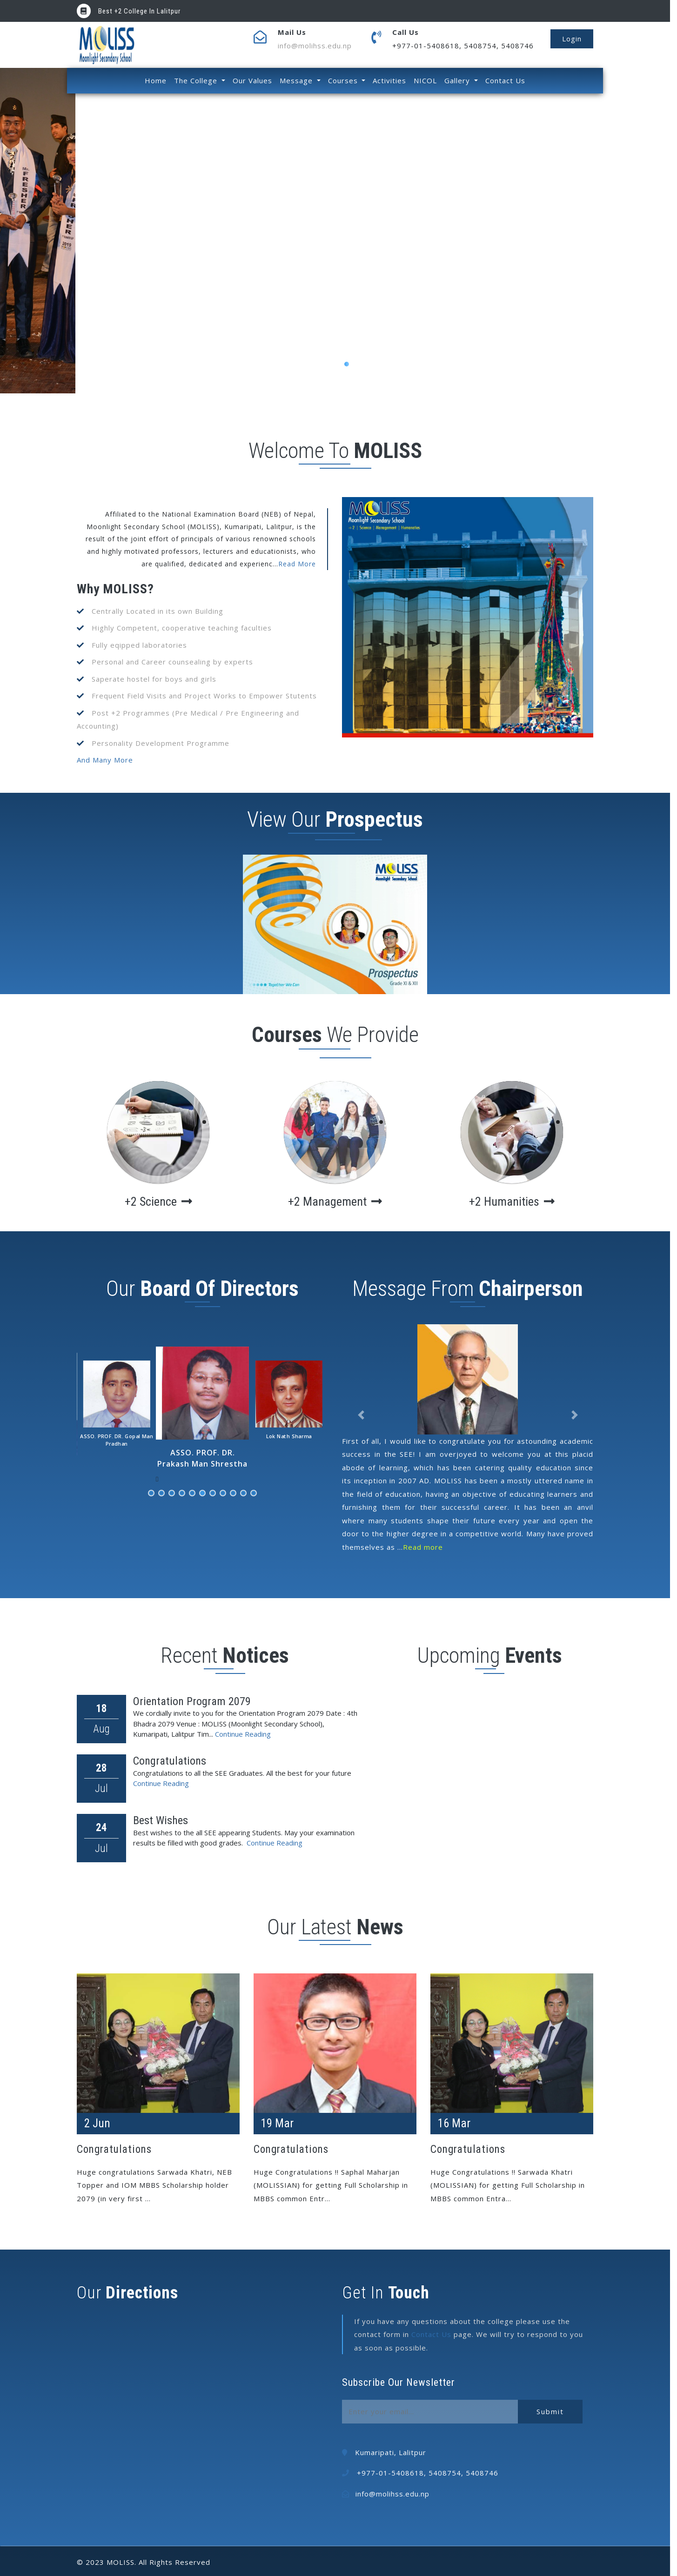 Best +2 College In Lalitpur
MOLISS
Moonlight Secondary School
Mail Us
info@molihss.edu.np
Call Us
+977-01-5408618, 5408754, 5408746
Login
Home The College Our Values Message Courses Activities NICOL Gallery Contact Us
FRESHER
Welcome To MOLISS
Affiliated to the National Examination Board (NEB) of Nepal,
Moonlight Secondary School (MOLISS), Kumaripati, Lalitpur, is the
result of the joint effort of principals of various renowned schools
and highly motivated professors, lecturers and educationists, who
are qualified, dedicated and experienc...Read More
Why MOLISS?
Centrally Located in its own Building
Highly Competent, cooperative teaching faculties
Fully eqipped laboratories
Personal and Career counsealing by experts
Saperate hostel for boys and girls
Frequent Field Visits and Project Works to Empower Stutents
Post +2 Programmes (Pre Medical / Pre Engineering and
Accounting)
Personality Development Programme
And Many More
MOLISS
Moonlight Secondary School
View Our Prospectus
MOLISS
Moonlight Secondary School
Prospectus
Grade XI & XII
Together We Can
Courses We Provide
+2 Science
+2 Management
+2 Humanities
Our Board Of Directors
ASSO. PROF. DR. Gopal Man
Pradhan
ASSO. PROF. DR.
Prakash Man Shrestha
Lok Nath Sharma
Message From Chairperson
First of all, I would like to congratulate you for astounding academic
success in the SEE! I am overjoyed to welcome you at this placid
abode of learning, which has been catering quality education since
its inception in 2007 AD. MOLISS has been a mostly uttered name in
the field of education, having an objective of educating learners and
furnishing them for their successful career. It has been an anvil
where many students shape their future every year and open the
door to the higher degree in a competitive world. Many have proved
themselves as ...Read more
Recent Notices
18
Aug
Orientation Program 2079
We cordially invite to you for the Orientation Program 2079 Date : 4th
Bhadra 2079 Venue : MOLISS (Moonlight Secondary School),
Kumaripati, Lalitpur Tim... Continue Reading
28
Jul
Congratulations
Congratulations to all the SEE Graduates. All the best for your future
Continue Reading
24
Jul
Best Wishes
Best wishes to the all SEE appearing Students. May your examination
results be filled with good grades. Continue Reading
Upcoming Events
Our Latest News
2 Jun
Congratulations
Huge congratulations Sarwada Khatri, NEB
Topper and IOM MBBS Scholarship holder
2079 (in very first ...
19 Mar
Congratulations
Huge Congratulations !! Saphal Maharjan
(MOLISSIAN) for getting Full Scholarship in
MBBS common Entr...
16 Mar
Congratulations
Huge Congratulations !! Sarwada Khatri
(MOLISSIAN) for getting Full Scholarship in
MBBS common Entra...
Our Directions
Get In Touch
If you have any questions about the college please use the
contact form in Contact Us page. We will try to respond to you
as soon as possible.
Subscribe Our Newsletter
Submit
Kumaripati, Lalitpur
+977-01-5408618, 5408754, 5408746
info@molihss.edu.np
© 2023 MOLISS. All Rights Reserved